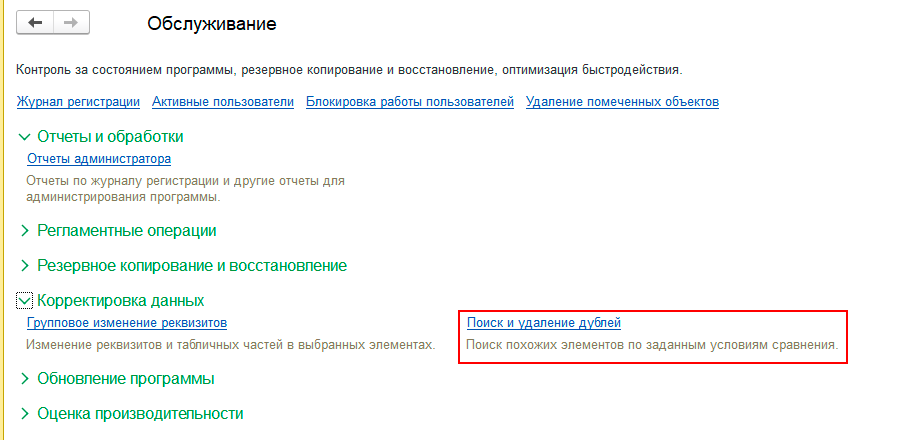 Обслуживание
Контроль за состоянием программы, резервное копирование и восстановление, оптимизация быстродействия.
Журнал регистрации Активные пользователи Блокировка работы пользователей Удаление помеченных объектов
Отчеты и обработки
Отчеты администратора
Отчеты по журналу регистрации и другие отчеты для
администрирования программы.
Регламентные операции
Резервное копирование и восстановление
Корректировка данных
Групповое изменение реквизитов Поиск и удаление дублей
Изменение реквизитов и табличных частей в выбранных элементах. Поиск похожих элементов по заданным условиям сравнения.
Обновление программы
Оценка производительности